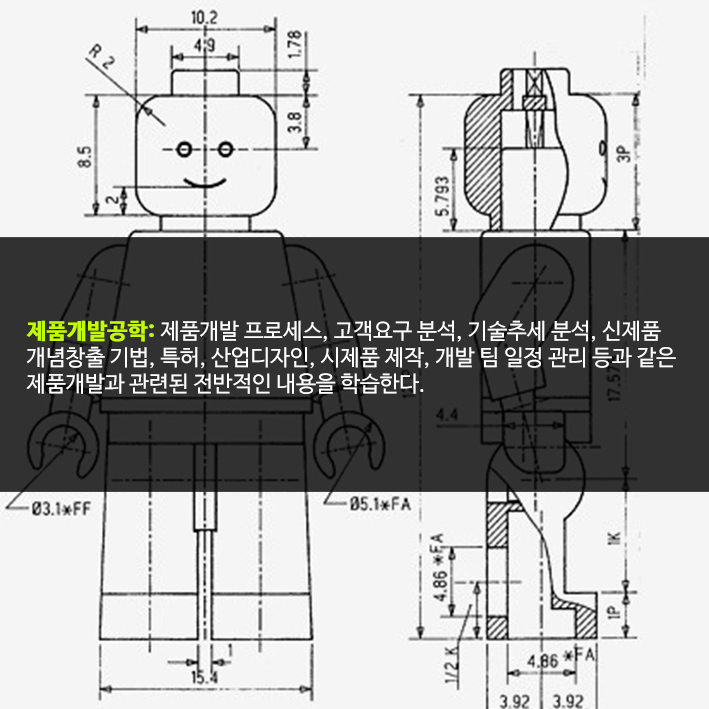 10.2
4.9
1.78
R 2
3.8
8.5
2
5.793
3P
제품개발공학: 제품개발 프로세스, 고객요구 분석, 기술추세 분석, 신제품
개념창출 기법, 특허, 산업디자인, 시제품 제작, 개발 팀 일정 관리 등과 같은
제품개발과 관련된 전반적인 내용을 학습한다.
4.4
Ø3.1*FF
Ø5.1*FA
4.86 *FA
1K
1P
1/2 K
1
15.4
4.86 *FA
3.92
3.92